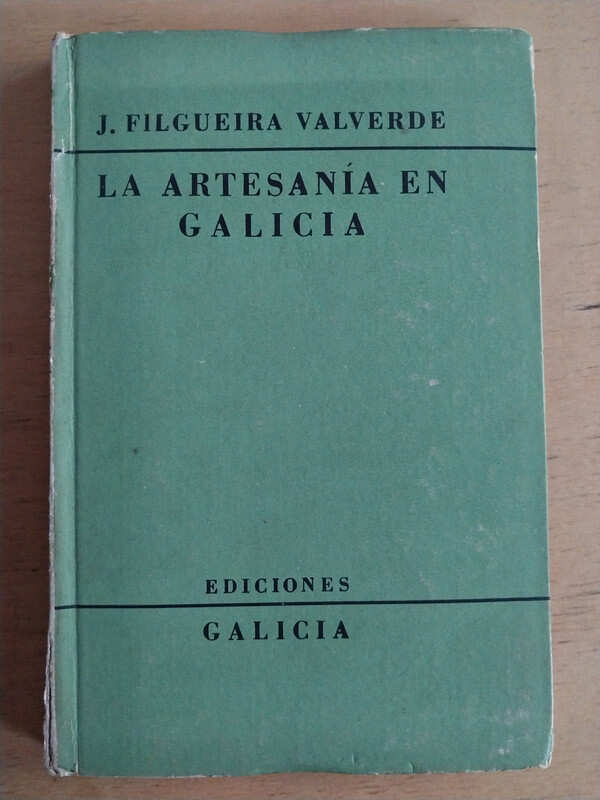 J. FILGUEIRA VALVERDE
LA ARTESANÍA EN
GALICIA
EDICIONES
GALICIA